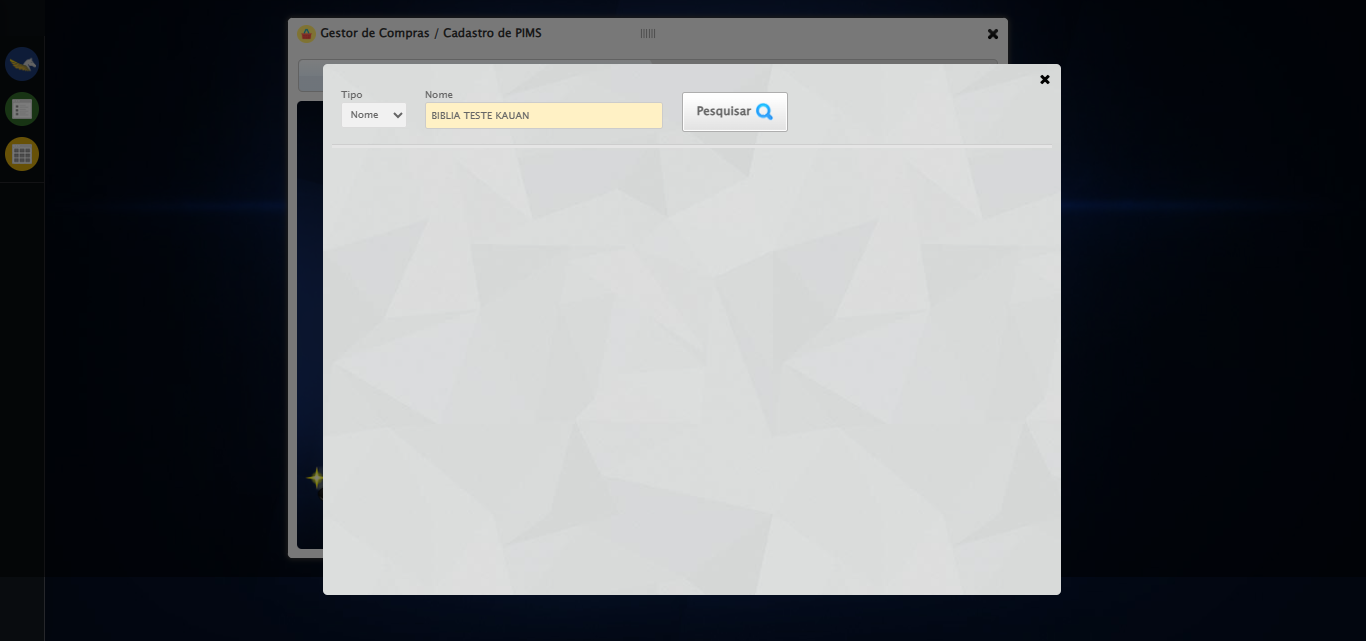 Gestor de Compras / Cadastro de PIMS
Tipo
Nome
Nome
BIBLIA TESTE KAUAN
Pesquisar